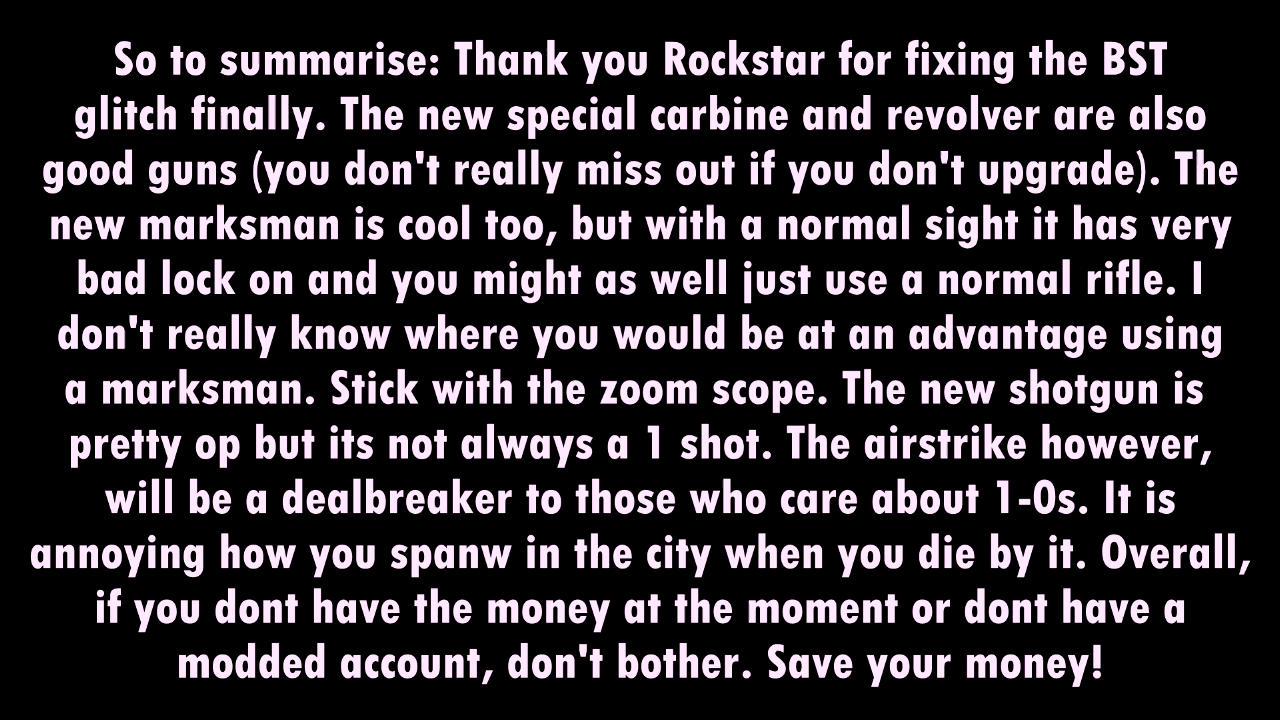 So to summarise: Thank you Rockstar for fixing the BST
glitch finally. The new special carbine and revolver are also
good guns (you don't really miss out if you don't upgrade). The
new marksman is cool too, but with a normal sight it has very
bad lock on and you might as well just use a normal rifle. I
don't really know where you would be at an advantage using
a marksman. Stick with the zoom scope. The new shotgun is
pretty op but its not always a 1 shot. The airstrike however,
will be a dealbreaker to those who care about 1-0s. It is
annoying how you spanw in the city when you die by it. Overall,
if you dont have the money at the moment or dont have a
modded account, don't bother. Save your money!